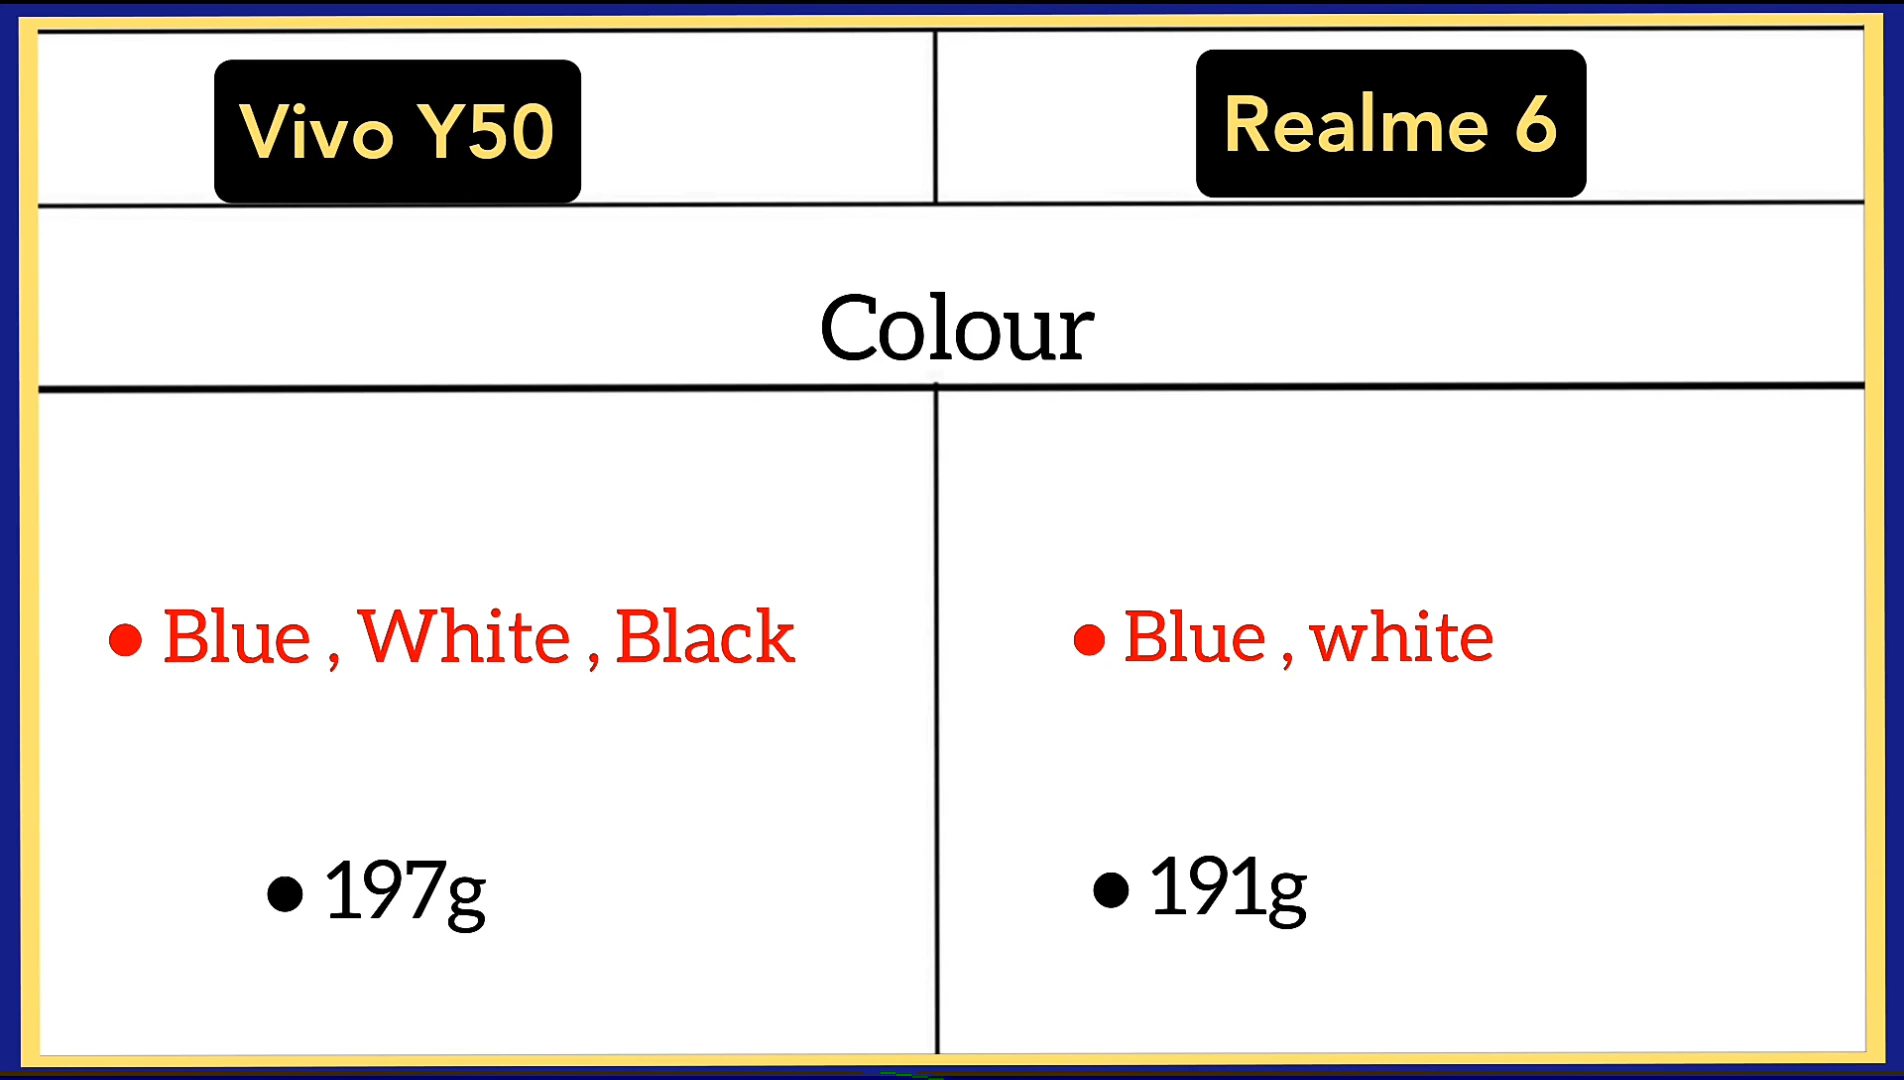 Vivo Y50
Realme 6
Colour
• Blue , White , Black
• Blue , white
• 197g
• 191g